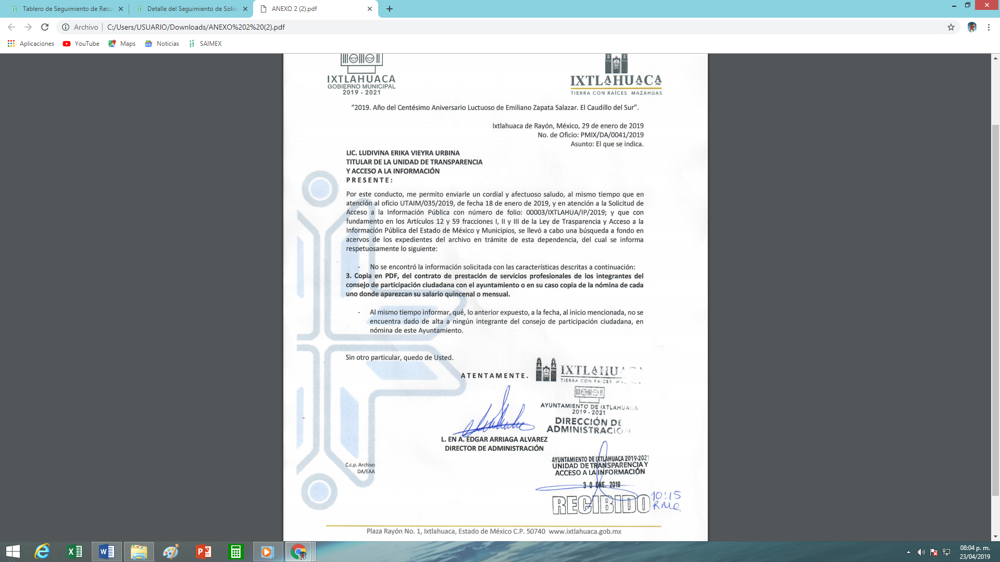 Tablero de Seguimiento de Recu
Detalle del Seguimiento de Solic
ANEXO 2 (2).pdf
Archivo
C:/Users/USUARIO/Downloads/ANEXO%202%20(2).pdf
Aplicaciones
YouTube
Maps
Noticias
SAIMEX
IXTLAHUACA
GOBIERNO MUNICIPAL
2019 - 2021
IXTLAHUACA
TIERRA CON RAÍCES MAZAHUAS
“2019. Año del Centésimo Aniversario Luctuoso de Emiliano Zapata Salazar. El Caudillo del Sur”.
Ixtlahuaca de Rayón, México, 29 de enero de 2019
No. de Oficio: PMIX/DA/0041/2019
Asunto: El que se indica.
LIC. LUDIVINA ERIKA VIEYRA URBINA
TITULAR DE LA UNIDAD DE TRANSPARENCIA
Y ACCESO A LA INFORMACIÓN
P R E S E N T E :
Por este conducto, me permito enviarle un cordial y afectuoso saludo, al mismo tiempo que en
atención al oficio UTAIM/035/2019, de fecha 18 de enero de 2019, y en atención a la Solicitud de
Acceso a la Información Pública con número de folio: 00003/IXTLAHUA/IP/2019; y que con
fundamento en los Artículos 12 y 59 fracciones I, II y III de la Ley de Trasparencia y Acceso a la
Información Pública del Estado de México y Municipios, se llevó a cabo una búsqueda a fondo en
acervos de los expedientes del archivo en trámite de esta dependencia, del cual se informa
respetuosamente lo siguiente:
- No se encontró la información solicitada con las características descritas a continuación:
3. Copia en PDF, del contrato de prestación de servicios profesionales de los integrantes del
consejo de participación ciudadana con el ayuntamiento o en su caso copia de la nómina de cada
uno donde aparezcan su salario quincenal o mensual.
- Al mismo tiempo informar, qué, lo anterior expuesto, a la fecha, al inicio mencionada, no se
encuentra dado de alta a ningún integrante del consejo de participación ciudadana, en
nómina de este Ayuntamiento.
Sin otro particular, quedo de Usted.
A T E N T A M E N T E .
IXTLAHUACA
TIERRA CON RAICES
AYUNTAMIENTO DE IXTLAHUACA
2019 - 2021
DIRECCIÓN DE
ADMINISTRACIO
L. EN A. EDGAR ARRIAGA ALVAREZ
DIRECTOR DE ADMINISTRACIÓN
C.c.p. Archivo
DA/EAA
AYUNTAMIENTO DE IXTLAHUACA 2019-2021
UNIDAD DE TRANSPARENCIA Y
ACCESO A LA INFORMACIÓN
3 0 ENE. 2019
RECIBIDO
10:15
Plaza Rayón No. 1, Ixtlahuaca, Estado de México C.P. 50740 www.ixtlahuaca.gob.mx
08:04 p. m.
23/04/2019